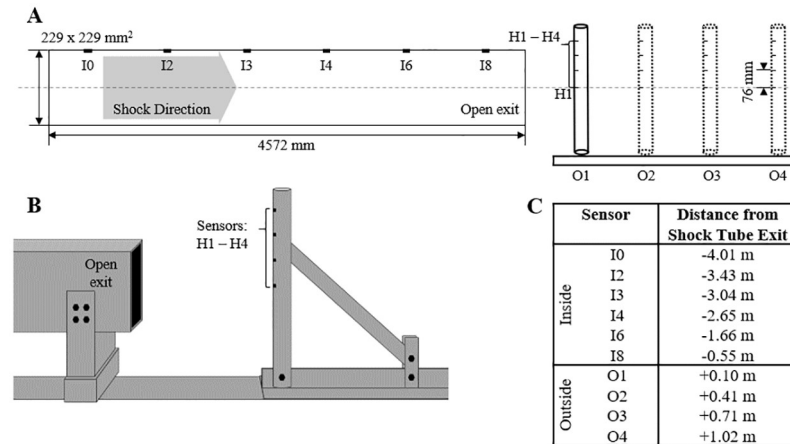 A
229 x 229 mm²
I0 I2 I3 I4 I6 I8
Shock Direction
Open exit
4572 mm
H1 – H4
H1
76 mm
O1 O2 O3 O4
B
Open
exit
Sensors:
H1 – H4
C
Sensor Distance from
Shock Tube Exit
Inside
I0 -4.01 m
I2 -3.43 m
I3 -3.04 m
I4 -2.65 m
I6 -1.66 m
I8 -0.55 m
Outside
O1 +0.10 m
O2 +0.41 m
O3 +0.71 m
O4 +1.02 m